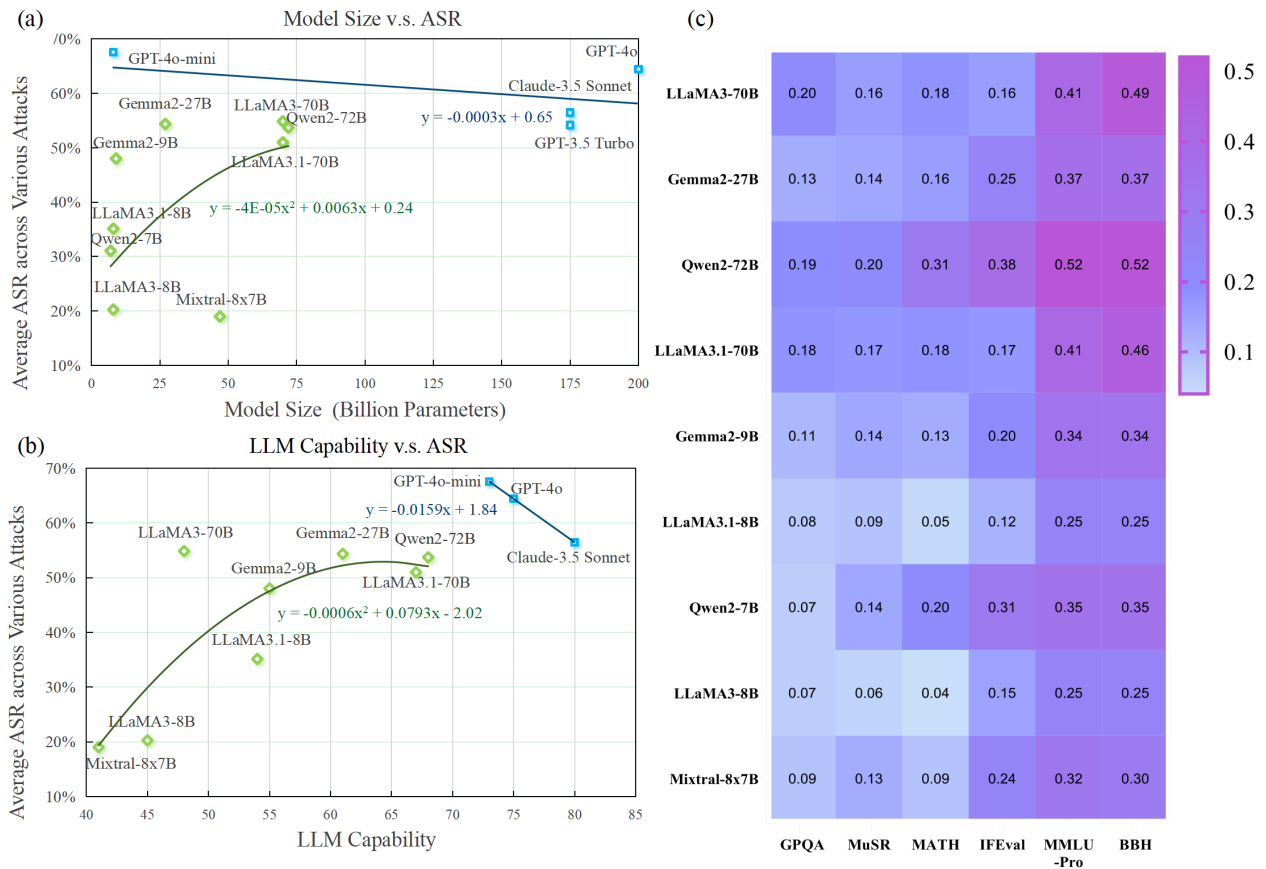 (a)
Model Size v.s. ASR
70%
60%
50%
40%
30%
20%
10%
Average ASR across Various Attacks
GPT-4o-mini
GPT-4o
Claude-3.5 Sonnet
Gemma2-27B
LLaMA3-70B
Qwen2-72B
y = -0.0003x + 0.65
Gemma2-9B
GPT-3.5 Turbo
LLaMA3.1-70B
LLaMA3.1-8B
y = -4E-05x² + 0.0063x + 0.24
Qwen2-7B
LLaMA3-8B
Mixtral-8x7B
0 25 50 75 100 125 150 175 200
Model Size (Billion Parameters)
(b)
LLM Capability v.s. ASR
70%
60%
50%
40%
30%
20%
10%
Average ASR across Various Attacks
GPT-4o-mini
GPT-4o
y = -0.0159x + 1.84
LLaMA3-70B
Gemma2-27B
Qwen2-72B
Claude-3.5 Sonnet
Gemma2-9B
LLaMA3.1-70B
y = -0.0006x² + 0.0793x - 2.02
LLaMA3.1-8B
LLaMA3-8B
Mixtral-8x7B
40 45 50 55 60 65 70 75 80 85
LLM Capability
(c)
LLaMA3-70B 0.20 0.16 0.18 0.16 0.41 0.49
Gemma2-27B 0.13 0.14 0.16 0.25 0.37 0.37
Qwen2-72B 0.19 0.20 0.31 0.38 0.52 0.52
LLaMA3.1-70B 0.18 0.17 0.18 0.17 0.41 0.46
Gemma2-9B 0.11 0.14 0.13 0.20 0.34 0.34
LLaMA3.1-8B 0.08 0.09 0.05 0.12 0.25 0.25
Qwen2-7B 0.07 0.14 0.20 0.31 0.35 0.35
LLaMA3-8B 0.07 0.06 0.04 0.15 0.25 0.25
Mixtral-8x7B 0.09 0.13 0.09 0.24 0.32 0.30
GPQA MuSR MATH IFEval MMLU BBH
-Pro
0.5
0.4
0.3
0.2
0.1